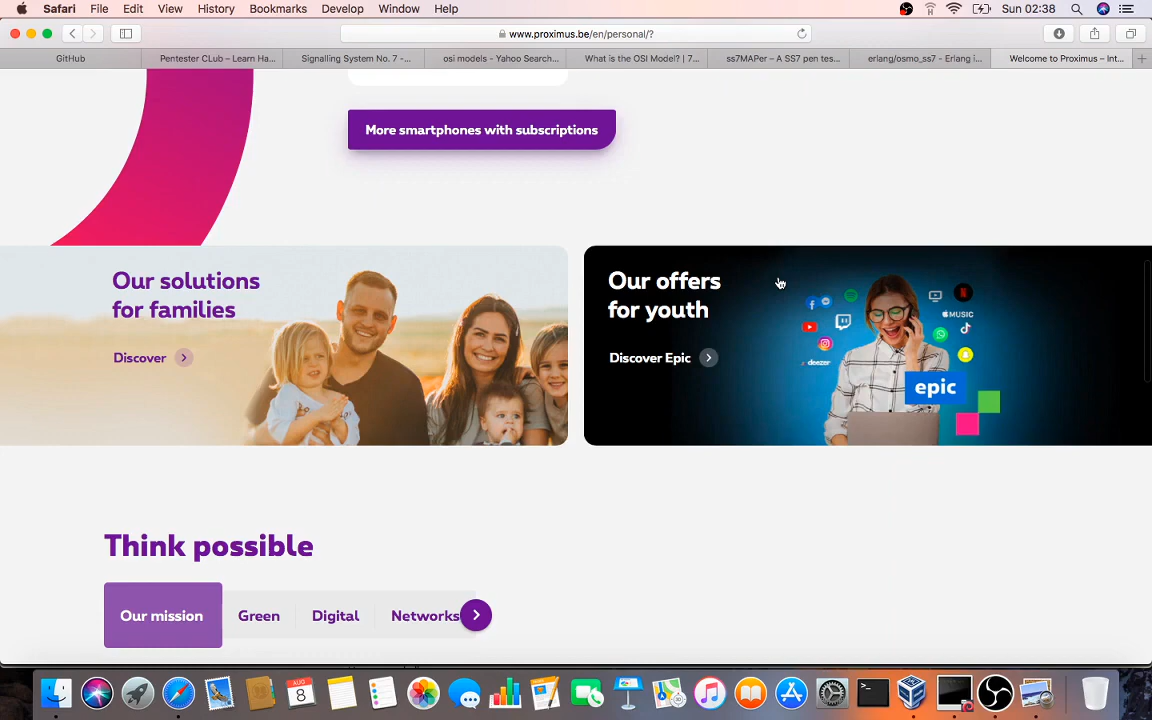 Safari File Edit View History Bookmarks Develop Window Help Sun 02:38
www.proximus.be/en/personal/?
GitHub Pentester CLub – Learn Ha... Signalling System No. 7 -... osi models - Yahoo Search... What is the OSI Model? | 7... ss7MAPer – A SS7 pen tes... erlang/osmo_ss7 – Erlang i... Welcome to Proximus – Int...
More smartphones with subscriptions
Our solutions
for families
Discover
Our offers
for youth
Discover Epic
MUSIC
deezer
epic
Think possible
Our mission Green Digital Networks
AUG
8